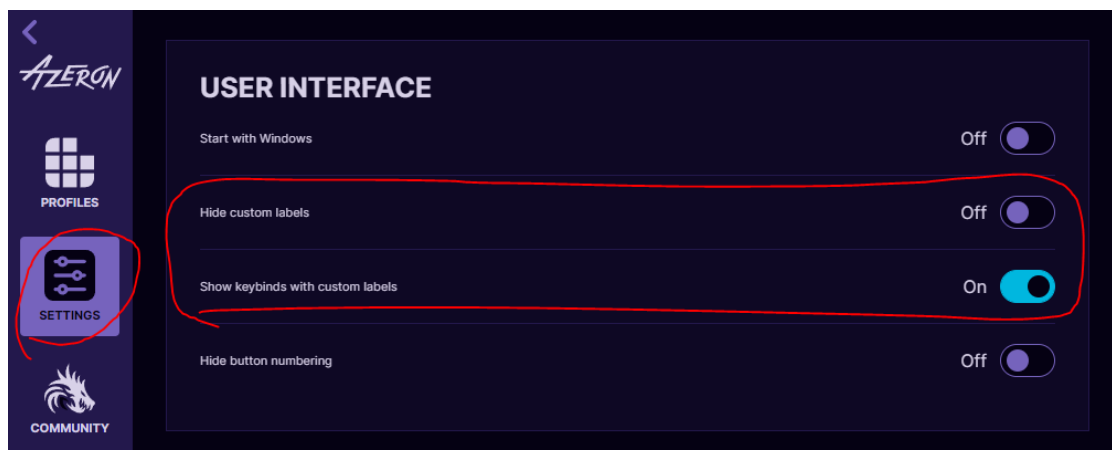 AZERON
PROFILES
SETTINGS
COMMUNITY
USER INTERFACE
Start with Windows Off
Hide custom labels Off
Show keybinds with custom labels On
Hide button numbering Off